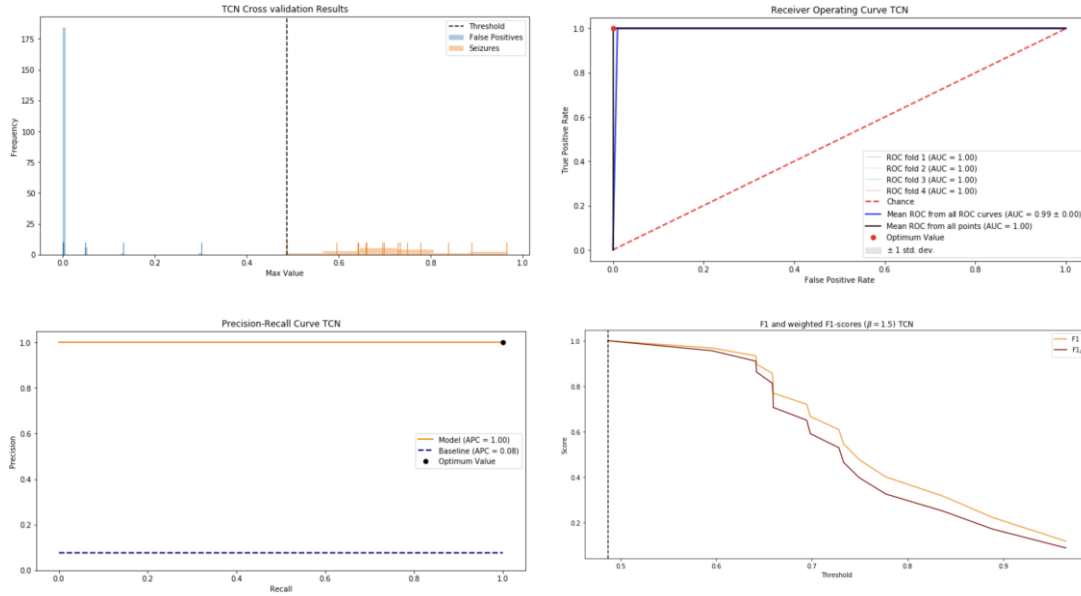 TCN Cross validation Results
Threshold
False Positives
Seizures
Frequency
175
150
125
100
75
50
25
0
0.0 0.2 0.4 0.6 0.8 1.0
Max Value
Receiver Operating Curve TCN
True Positive Rate
1.0
0.8
0.6
0.4
0.2
0.0
ROC fold 1 (AUC = 1.00)
ROC fold 2 (AUC = 1.00)
ROC fold 3 (AUC = 1.00)
ROC fold 4 (AUC = 1.00)
Chance
Mean ROC from all ROC curves (AUC = 0.99 ± 0.00)
Mean ROC from all points (AUC = 1.00)
Optimum Value
± 1 std. dev.
0.0 0.2 0.4 0.6 0.8 1.0
False Positive Rate
Precision-Recall Curve TCN
Precision
1.0
0.8
0.6
0.4
0.2
0.0
Model (APC = 1.00)
Baseline (APC = 0.08)
Optimum Value
0.0 0.2 0.4 0.6 0.8 1.0
Recall
F1 and weighted F1-scores (β = 1.5) TCN
F1
Score
1.0
0.8
0.6
0.4
0.2
0.5 0.6 0.7 0.8 0.9
Threshold